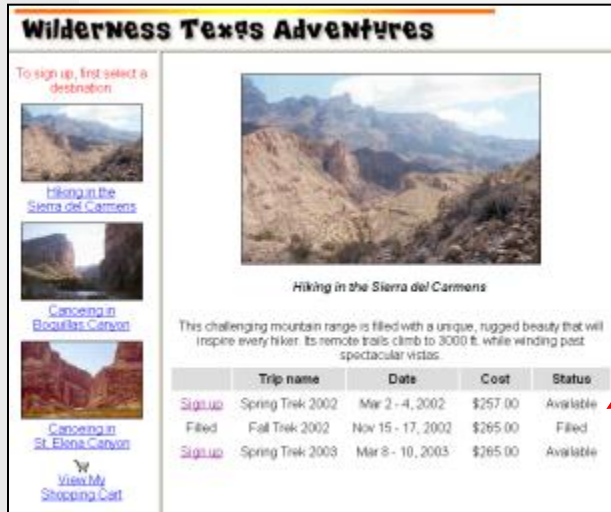 Wilderness Texas Adventures
To sign up, first select a
destination
Hiking in the
Sierra del Carmens
Canoeing in
Boquillas Canyon
Canoeing in
St. Elena Canyon
View My
Shopping Cart
Hiking in the Sierra del Carmens
This challenging mountain range is filled with a unique, rugged beauty that will
inspire every hiker. Its remote trails climb to 3000 ft. while winding past
spectacular vistas.
Trip name Date Cost Status
Sign up Spring Trek 2002 Mar 2 - 4, 2002 $257.00 Available
Filled Fall Trek 2002 Nov 15 - 17, 2002 $265.00 Filled
Sign up Spring Trek 2003 Mar 8 - 10, 2003 $265.00 Available